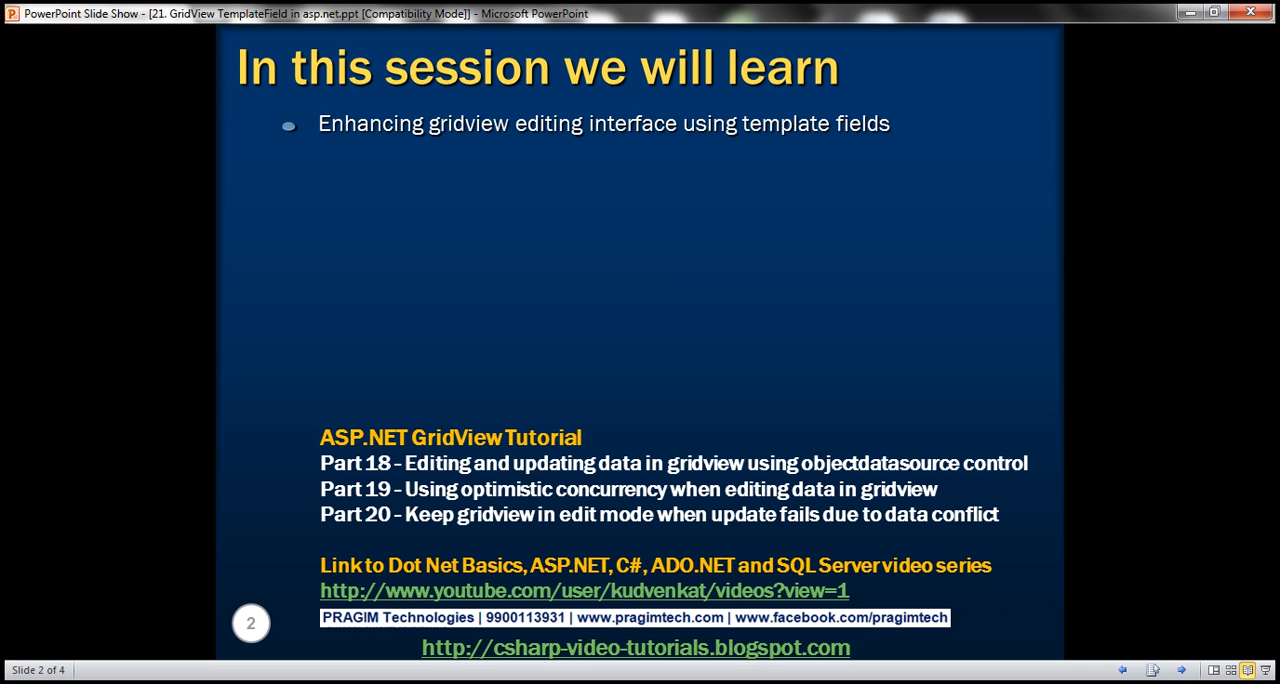 PowerPoint Slide Show - [21. GridView TemplateField in asp.net.ppt [Compatibility Mode]] - Microsoft PowerPoint
In this session we will learn
Enhancing gridview editing interface using template fields
ASP.NET GridView Tutorial
Part 18 - Editing and updating data in gridview using objectdatasource control
Part 19 - Using optimistic concurrency when editing data in gridview
Part 20 - Keep gridview in edit mode when update fails due to data conflict
Link to Dot Net Basics, ASP.NET, C#, ADO.NET and SQL Server video series
http://www.youtube.com/user/kudvenkat/videos?view=1
PRAGIM Technologies | 9900113931 | www.pragimtech.com | www.facebook.com/pragimtech
2
http://csharp-video-tutorials.blogspot.com
Slide 2 of 4